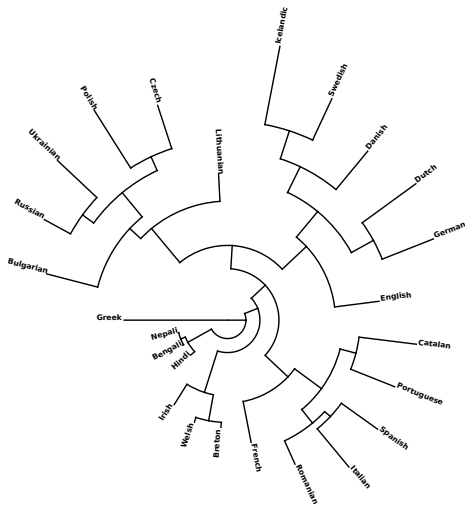 Icelandic
Swedish
Danish
Dutch
German
English
Catalan
Portuguese
Spanish
Italian
Romanian
French
Breton
Welsh
Irish
Hindi
Bengali
Nepali
Greek
Bulgarian
Russian
Ukrainian
Polish
Czech
Lithuanian